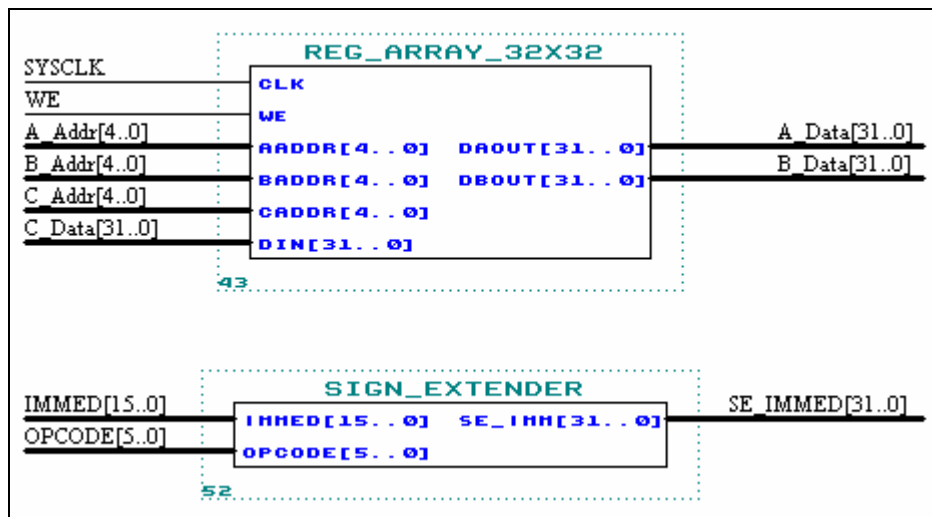 REG_ARRAY_32X32
SYSCLK
CLK
WE
WE
A_Addr[4..0]
AADDR[4..0] DAOUT[31..0]
A_Data[31..0]
B_Addr[4..0]
BADDR[4..0] DBOUT[31..0]
B_Data[31..0]
C_Addr[4..0]
CADDR[4..0]
C_Data[31..0]
DIN[31..0]
43
SIGN_EXTENDER
IMMED[15..0]
IMMED[15..0] SE_IMM[31..0]
SE_IMMED[31..0]
OPCODE[5..0]
OPCODE[5..0]
52